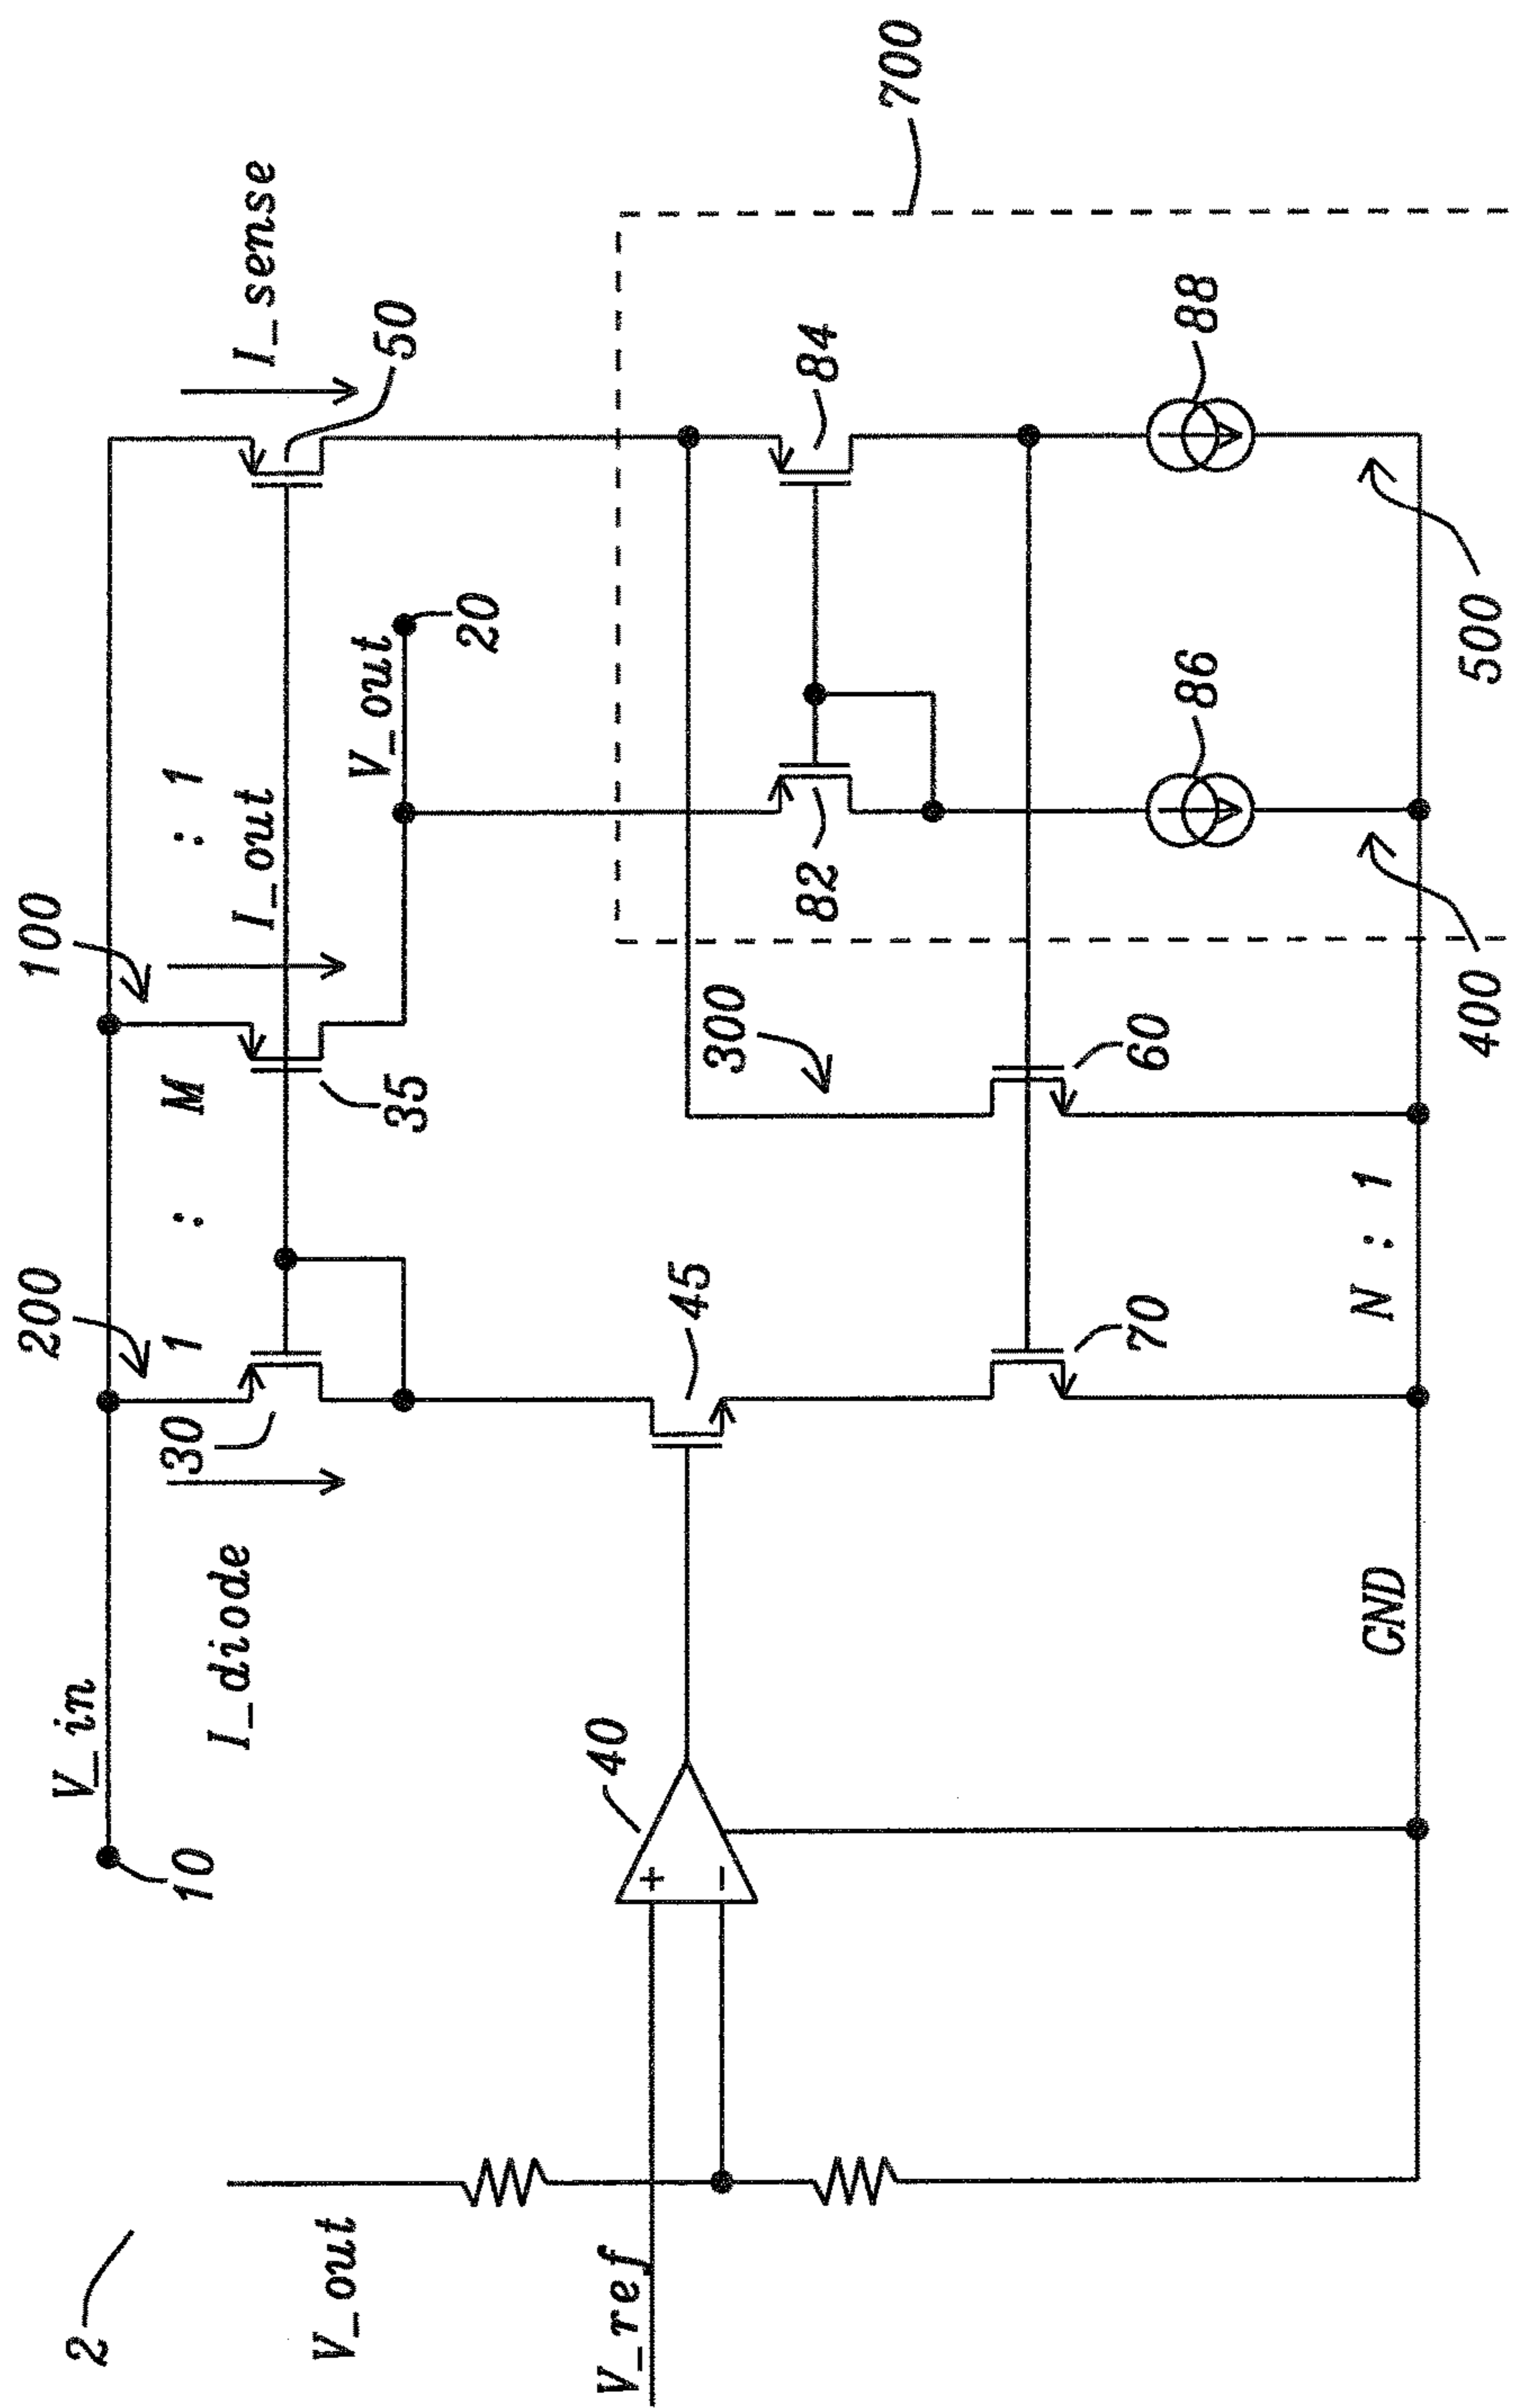 2
V_in
10
200
100
1 : M : 1
30
I_diode
I_out
I_sense
50
35
V_out
20
V_out
V_ref
40
45
300
82
84
700
70
60
86
88
GND
N : 1
400
500